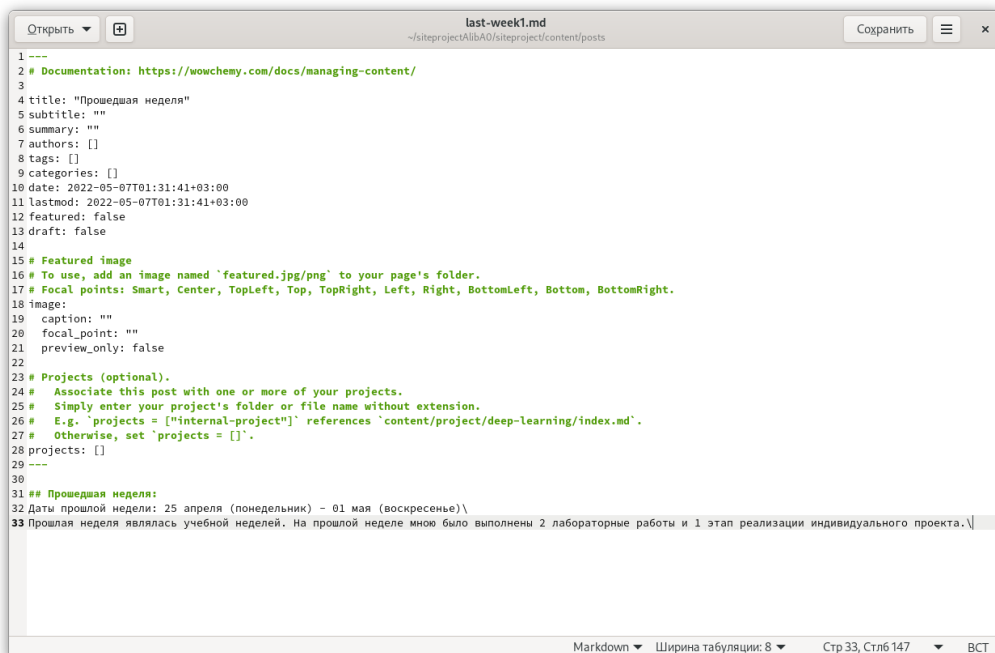 Открыть
last-week1.md
~/siteprojectAlibA0/siteproject/content/posts
Сохранить
1 ---
2 # Documentation: https://wowchemy.com/docs/managing-content/
3
4 title: "Прошедшая неделя"
5 subtitle: ""
6 summary: ""
7 authors: []
8 tags: []
9 categories: []
10 date: 2022-05-07T01:31:41+03:00
11 lastmod: 2022-05-07T01:31:41+03:00
12 featured: false
13 draft: false
14
15 # Featured image
16 # To use, add an image named `featured.jpg/png` to your page's folder.
17 # Focal points: Smart, Center, TopLeft, Top, TopRight, Left, Right, BottomLeft, Bottom, BottomRight.
18 image:
19   caption: ""
20   focal_point: ""
21   preview_only: false
22
23 # Projects (optional).
24 #   Associate this post with one or more of your projects.
25 #   Simply enter your project's folder or file name without extension.
26 #   E.g. `projects = ["internal-project"]` references `content/project/deep-learning/index.md`.
27 #   Otherwise, set `projects = []`.
28 projects: []
29 ---
30
31 ## Прошедшая неделя:
32 Даты прошлой недели: 25 апреля (понедельник) - 01 мая (воскресенье)\
33 Прошлая неделя являлась учебной неделей. На прошлой неделе мною было выполнены 2 лабораторные работы и 1 этап реализации индивидуального проекта.\
Markdown Ширина табуляции: 8 Стр 33, Стлб 147 ВСТ